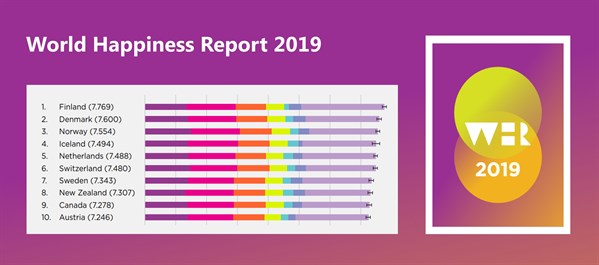 World Happiness Report 2019
1. Finland (7.769)
2. Denmark (7.600)
3. Norway (7.554)
4. Iceland (7.494)
5. Netherlands (7.488)
6. Switzerland (7.480)
7. Sweden (7.343)
8. New Zealand (7.307)
9. Canada (7.278)
10. Austria (7.246)
WHR
2019